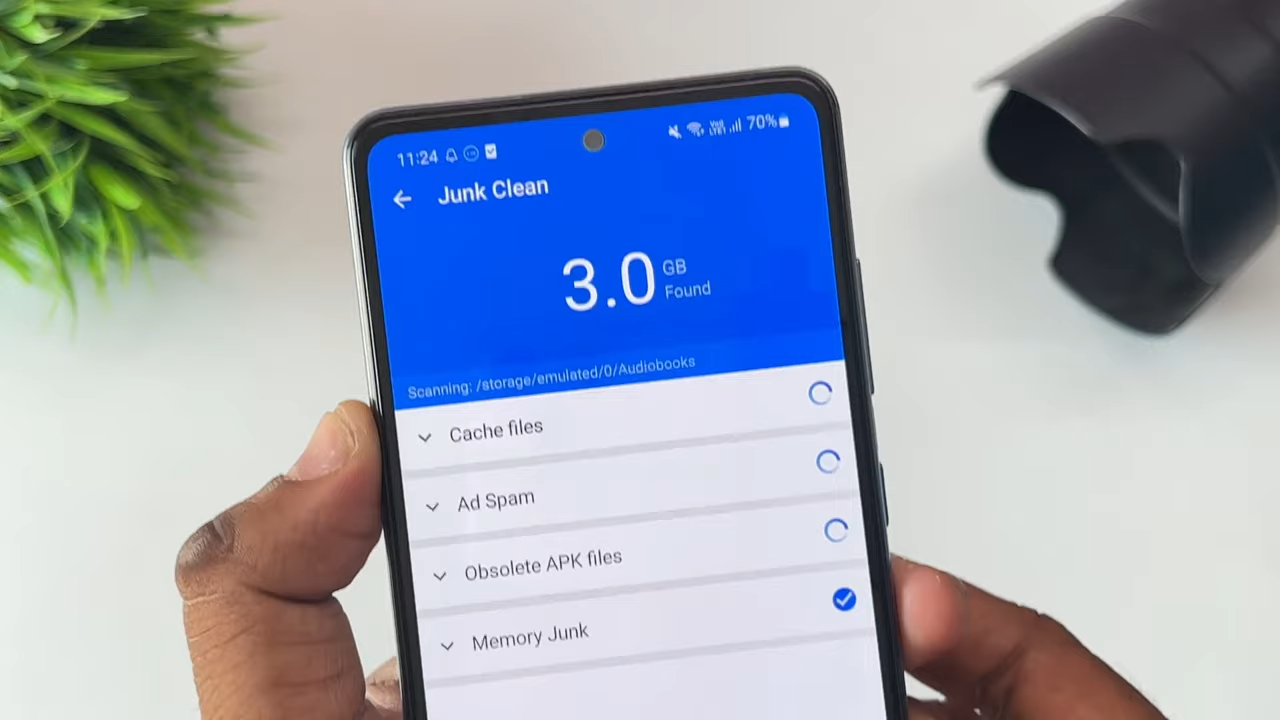 11:24 70%
Junk Clean
3.0 GB
Found
Scanning: /storage/emulated/0/Audiobooks
Cache files
Ad Spam
Obsolete APK files
Memory Junk